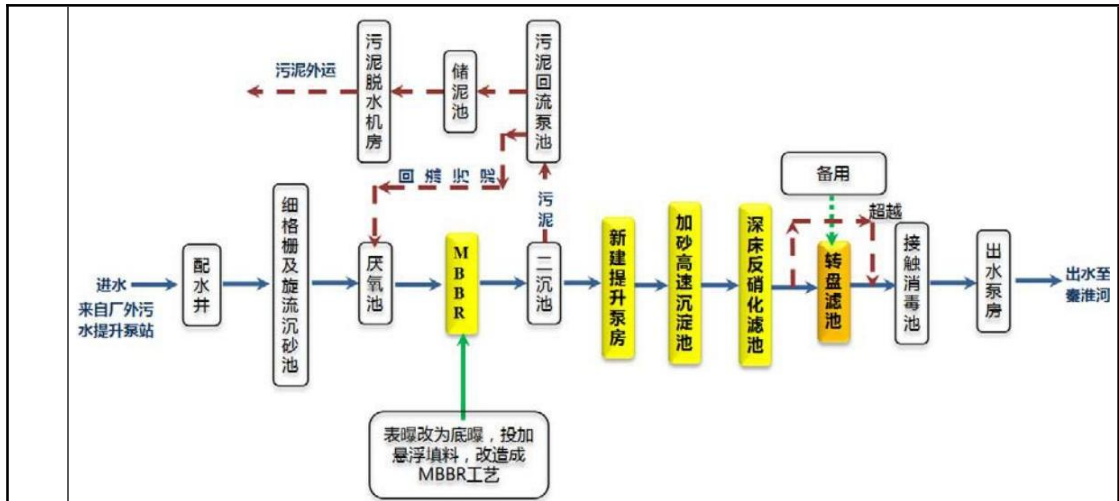 污泥外运
污泥脱水机房
储泥池
污泥回流泵池
回流污泥
污泥
备用
超越
进水
来自厂外污
水提升泵站
配水井
细格栅及旋流沉砂池
厌氧池
MBBR
二沉池
新建提升泵房
加砂高速沉淀池
深床反硝化滤池
转盘滤池
接触消毒池
出水泵房
出水至
秦淮河
表曝改为底曝，投加
悬浮填料，改造成
MBBR工艺